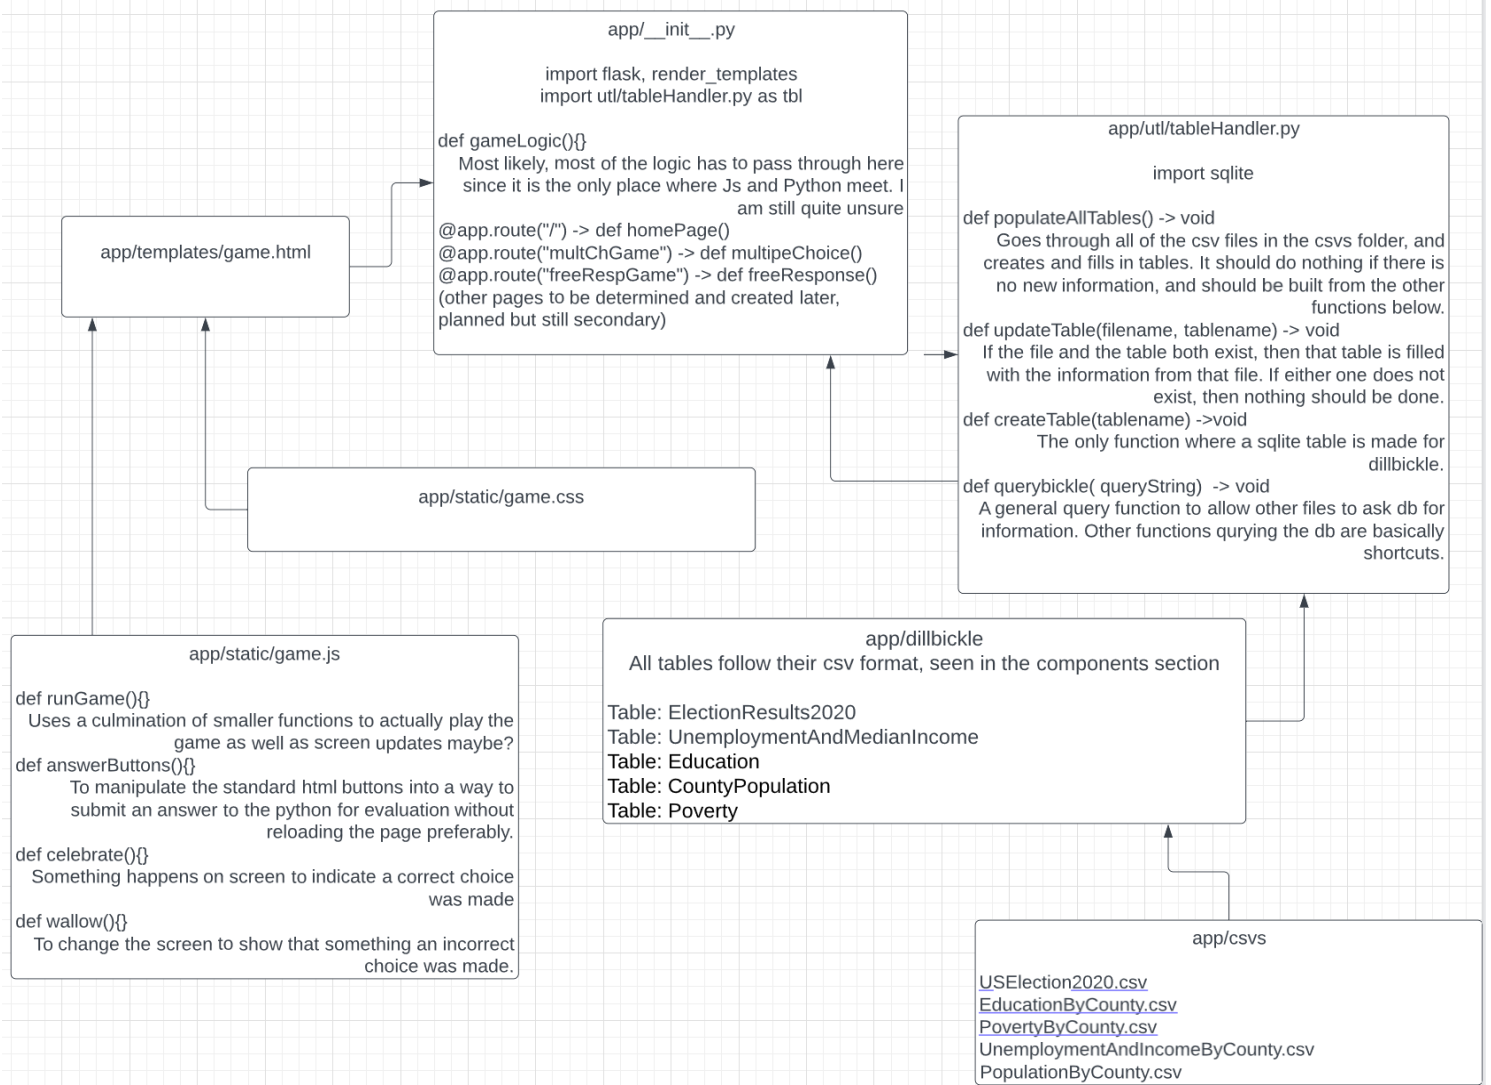 app/__init__.py
import flask, render_templates
import utl/tableHandler.py as tbl
def gameLogic(){}
Most likely, most of the logic has to pass through here
since it is the only place where Js and Python meet. I
am still quite unsure
@app.route("/") -> def homePage()
@app.route("multChGame") -> def multipeChoice()
@app.route("freeRespGame") -> def freeResponse()
(other pages to be determined and created later,
planned but still secondary)
app/utl/tableHandler.py
import sqlite
def populateAllTables() -> void
Goes through all of the csv files in the csvs folder, and
creates and fills in tables. It should do nothing if there is
no new information, and should be built from the other
functions below.
def updateTable(filename, tablename) -> void
If the file and the table both exist, then that table is filled
with the information from that file. If either one does not
exist, then nothing should be done.
def createTable(tablename) ->void
The only function where a sqlite table is made for
dillbickle.
def querybickle( queryString)  -> void
A general query function to allow other files to ask db for
information. Other functions qurying the db are basically
shortcuts.
app/templates/game.html
app/static/game.css
app/static/game.js
def runGame(){}
Uses a culmination of smaller functions to actually play the
game as well as screen updates maybe?
def answerButtons(){}
To manipulate the standard html buttons into a way to
submit an answer to the python for evaluation without
reloading the page preferably.
def celebrate(){}
Something happens on screen to indicate a correct choice
was made
def wallow(){}
To change the screen to show that something an incorrect
choice was made.
app/dillbickle
All tables follow their csv format, seen in the components section
Table: ElectionResults2020
Table: UnemploymentAndMedianIncome
Table: Education
Table: CountyPopulation
Table: Poverty
app/csvs
USElection2020.csv
EducationByCounty.csv
PovertyByCounty.csv
UnemploymentAndIncomeByCounty.csv
PopulationByCounty.csv